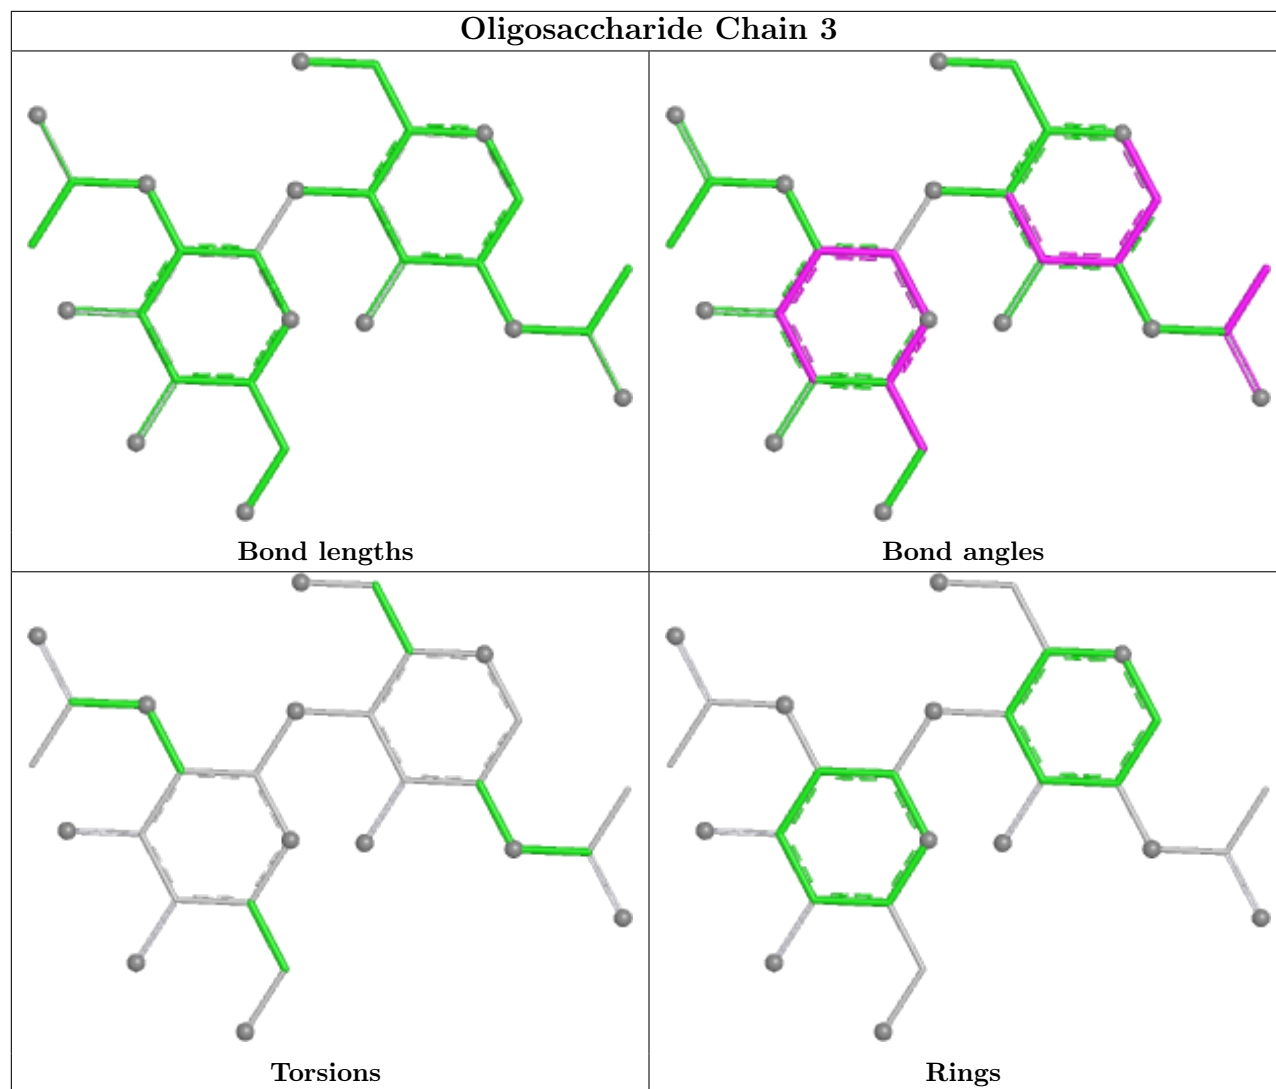 Oligosaccharide Chain 3
Bond lengths
Bond angles
Torsions
Rings